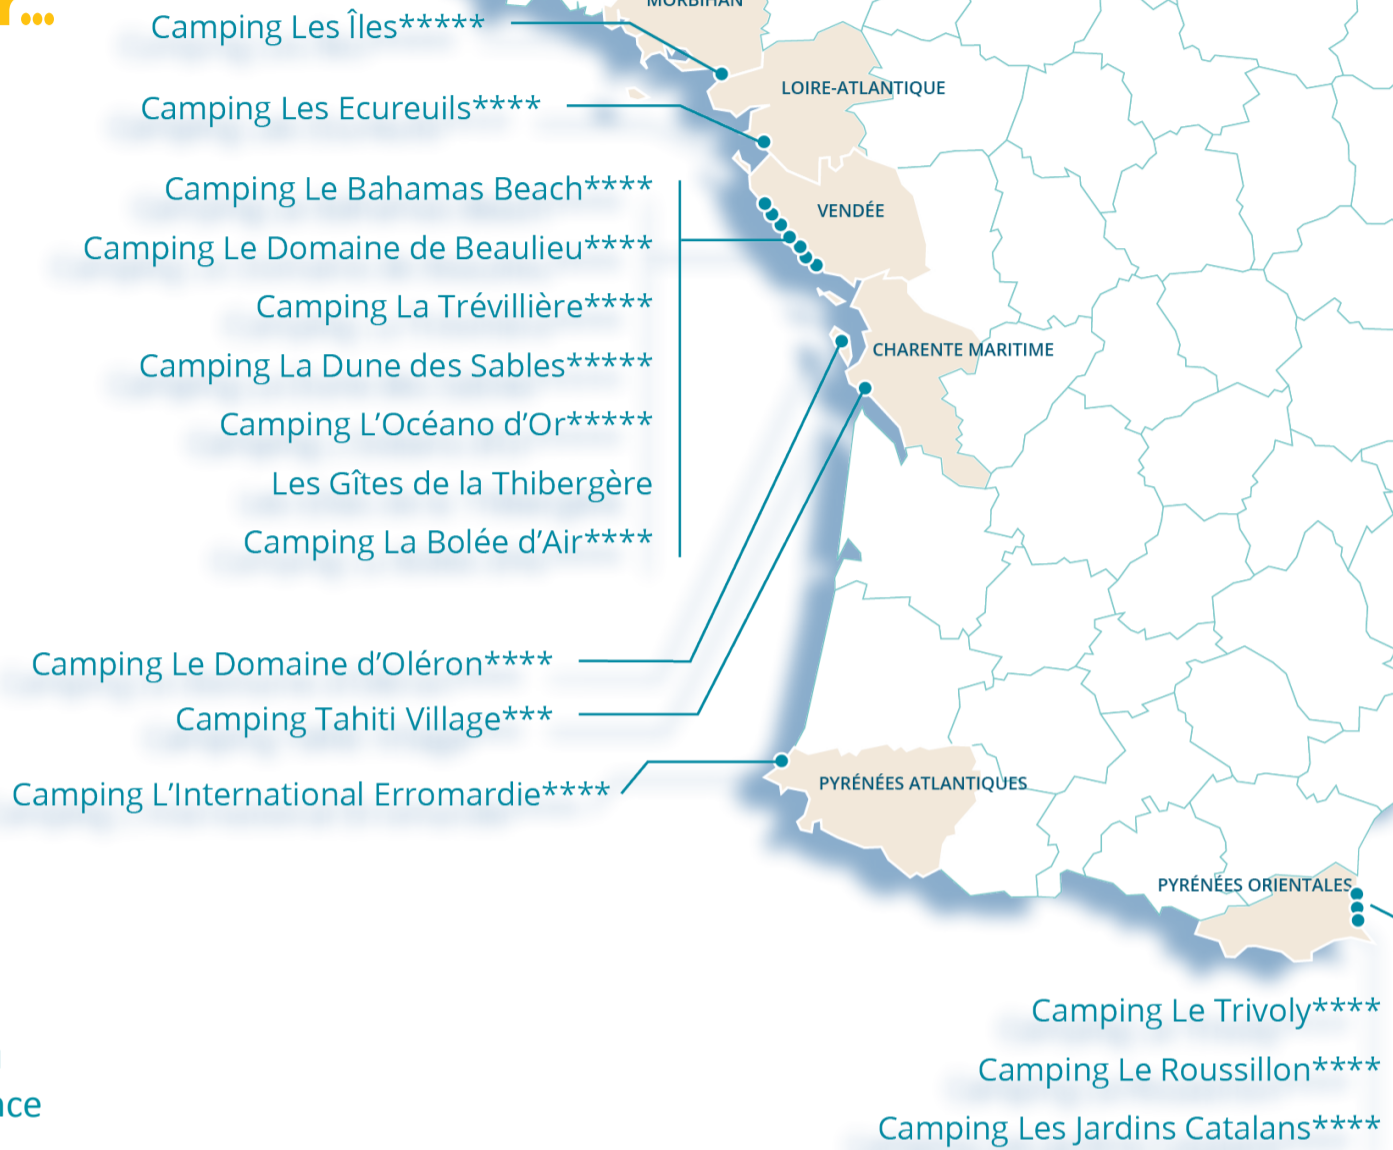 MORBIHAN
Camping Les Îles*****
LOIRE-ATLANTIQUE
Camping Les Ecureuils****
Camping Le Bahamas Beach****
VENDÉE
Camping Le Domaine de Beaulieu****
Camping La Trévillière****
CHARENTE MARITIME
Camping La Dune des Sables*****
Camping L’Océano d’Or*****
Les Gîtes de la Thibergère
Camping La Bolée d’Air****
Camping Le Domaine d’Oléron****
Camping Tahiti Village***
PYRÉNÉES ATLANTIQUES
Camping L’International Erromardie****
PYRÉNÉES ORIENTALES
Camping Le Trivoly****
Camping Le Roussillon****
Camping Les Jardins Catalans****